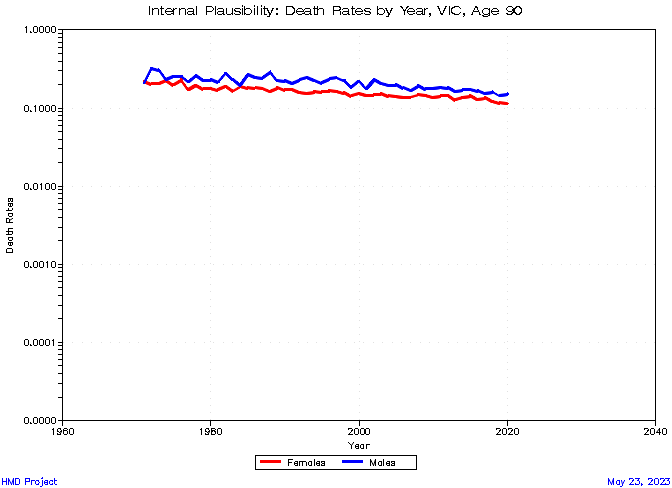 Internal Plausibility: Death Rates by Year, VIC, Age 90
1.0000
0.1000
0.0100
0.0010
0.0001
0.0000
Death Rates
1960
1980
2000
2020
2040
Year
Females
Males
HMD Project
May 23, 2023